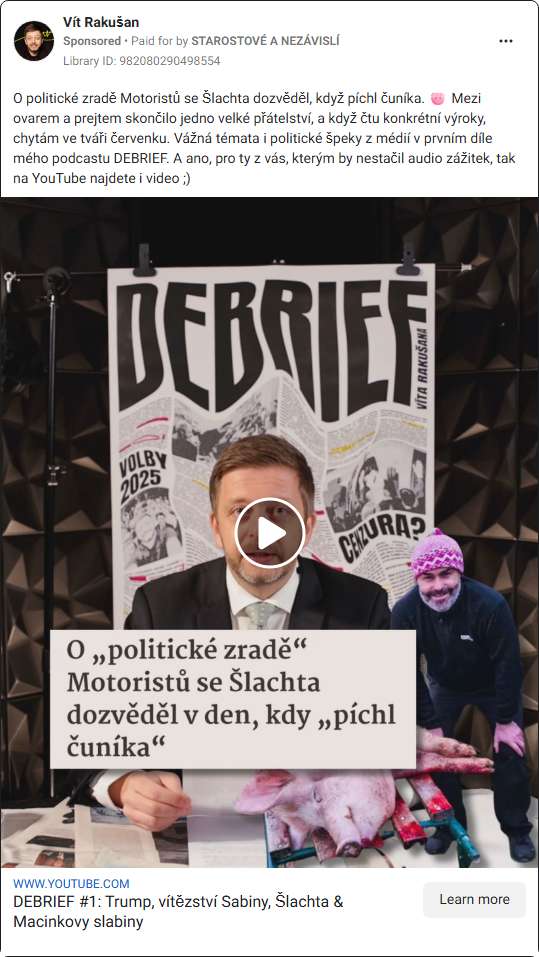 Vít Rakušan
Sponsored • Paid for by STAROSTOVÉ A NEZÁVISLÍ
Library ID: 982080290498554
O politické zradě Motoristů se Šlachta dozvěděl, když píchl čuníka. 🐷 Mezi
ovarem a prejtem skončilo jedno velké přátelství, a když čtu konkrétní výroky,
chytám ve tváři červenku. Vážná témata i politické špeky z médií v prvním díle
mého podcastu DEBRIEF. A ano, pro ty z vás, kterým by nestačil audio zážitek, tak
na YouTube najdete i video ;)
DEBRIEF
VÍTA RAKUŠANA
VOLBY
2025
CENZURA?
O „politické zradě“
Motoristů se Šlachta
dozvěděl v den, kdy „píchl
čuníka“
WWW.YOUTUBE.COM
DEBRIEF #1: Trump, vítězství Sabiny, Šlachta &
Macinkovy slabiny
Learn more